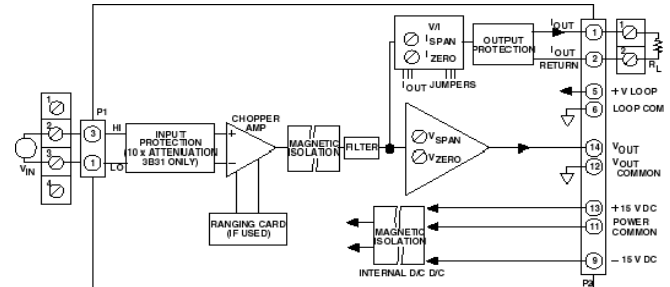 V/I
I SPAN
I ZERO
I OUT JUMPERS
OUTPUT
PROTECTION
I OUT
I OUT
RETURN
1
2
1
2
R L
5
+ V LOOP
6
LOOP COM
P1
1
2
3
4
V IN
3
1
HI
LO
INPUT
PROTECTION
(10 x ATTENUATION
3B31 ONLY)
CHOPPER
AMP
+
–
RANGING CARD
(IF USED)
MAGNETIC
ISOLATION
FILTER
V SPAN
V ZERO
14
V OUT
12
V OUT
COMMON
13
+ 15 V DC
11
POWER
COMMON
9
– 15 V DC
MAGNETIC
ISOLATION
INTERNAL D/C D/C
P2